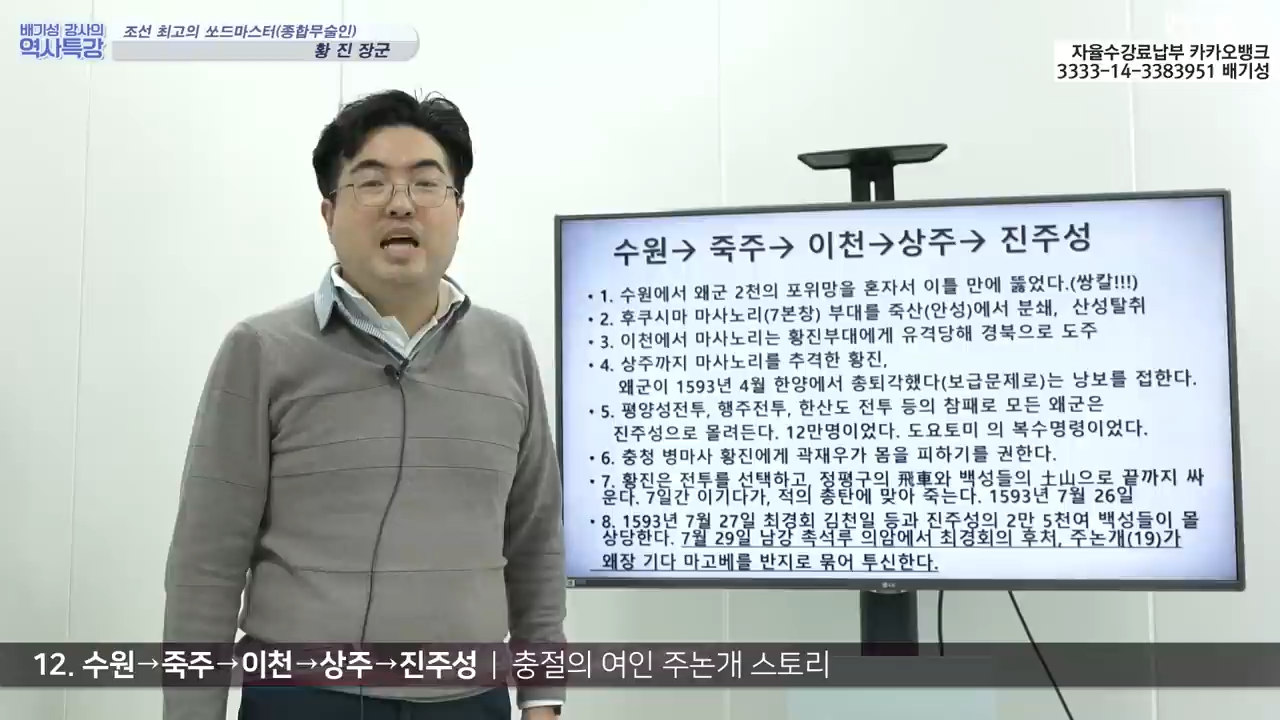 배기성 강사의
역사특강
조선 최고의 쏘드마스터(종합무술인)
황 진 장군
자율수강료납부 카카오뱅크
3333-14-3383951 배기성
수원→ 죽주→ 이천→상주→ 진주성
• 1. 수원에서 왜군 2천의 포위망을 혼자서 이틀 만에 뚫었다.(쌍칼!!!)
• 2. 후쿠시마 마사노리(7본창) 부대를 죽산(안성)에서 분쇄, 산성탈취
• 3. 이천에서 마사노리는 황진부대에게 유격당해 경북으로 도주
• 4. 상주까지 마사노리를 추격한 황진,
왜군이 1593년 4월 한양에서 총퇴각했다(보급문제로)는 낭보를 접한다.
• 5. 평양성전투, 행주전투, 한산도 전투 등의 참패로 모든 왜군은
진주성으로 몰려든다. 12만명이었다. 도요토미 의 복수명령이었다.
• 6. 충청 병마사 황진에게 곽재우가 몸을 피하기를 권한다.
• 7. 황진은 전투를 선택하고, 정평구의 飛車와 백성들의 土山으로 끝까지 싸
운다. 7일간 이기다가, 적의 총탄에 맞아 죽는다. 1593년 7월 26일
• 8. 1593년 7월 27일 최경회 김천일 등과 진주성의 2만 5천여 백성들이 몰
상당한다. 7월 29일 남강 촉석루 의암에서 최경회의 후처, 주논개(19)가
왜장 기다 마고베를 반지로 묶어 투신한다.
LG
12. 수원→죽주→이천→상주→진주성 | 충절의 여인 주논개 스토리